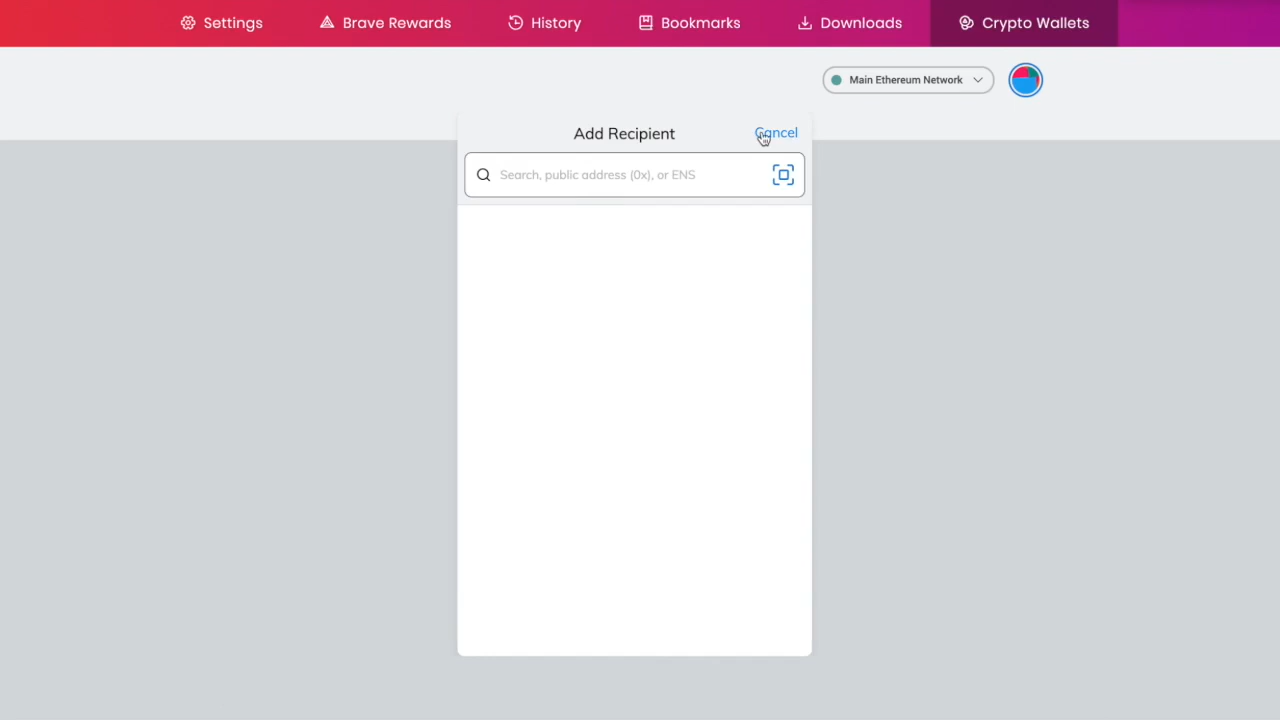 Settings
Brave Rewards
History
Bookmarks
Downloads
Crypto Wallets
Main Ethereum Network
Add Recipient
Cancel
Search, public address (0x), or ENS